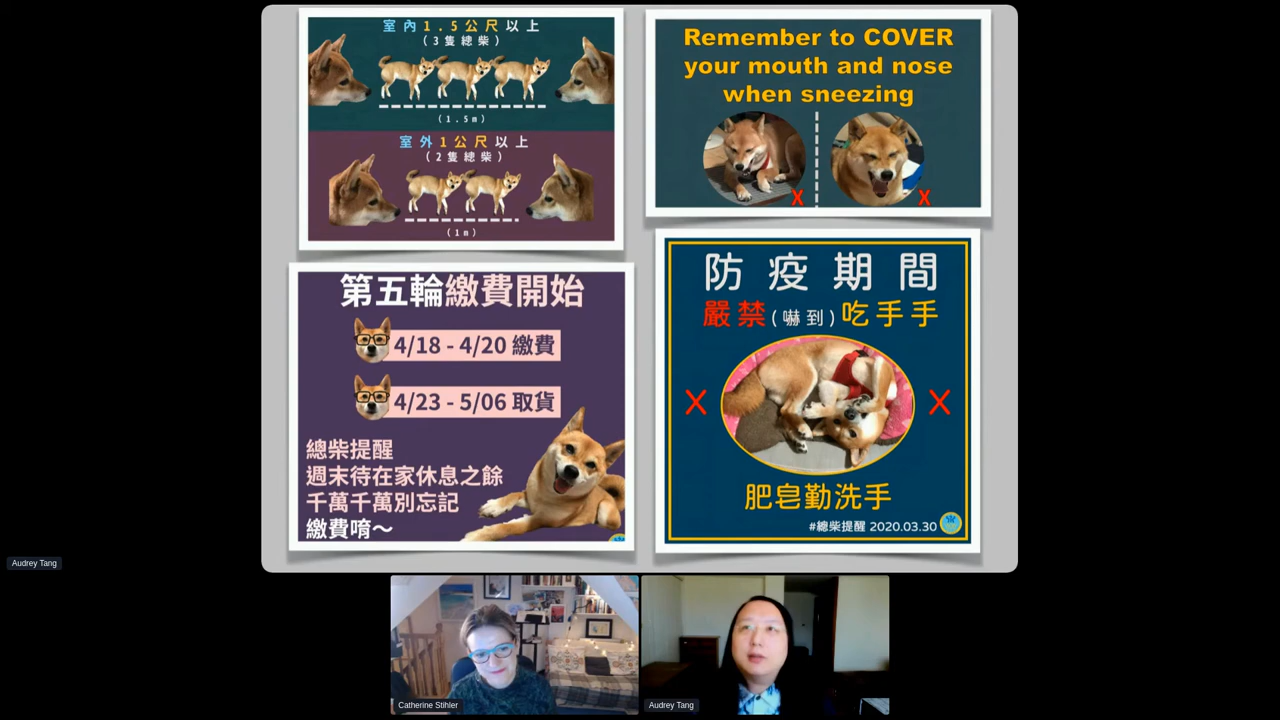 室內1.5公尺以上
(3隻總柴)
(1.5m)
室外1公尺以上
(2隻總柴)
(1m)
Remember to COVER
your mouth and nose
when sneezing
X X
第五輪繳費開始
4/18 - 4/20 繳費
4/23 - 5/06 取貨
總柴提醒
週末待在家休息之餘
千萬千萬別忘記
繳費唷～
防疫期間
嚴禁(嚇到)吃手手
X X
肥皂勤洗手
#總柴提醒 2020.03.30
Audrey Tang
Catherine Stihler
Audrey Tang